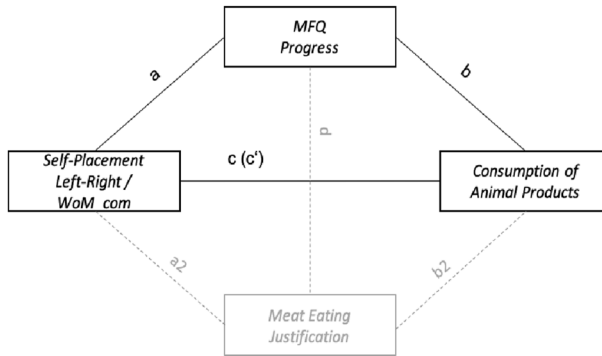 MFQ
Progress
a
b
d
Self-Placement
Left-Right /
WoM_com
c (c')
Consumption of
Animal Products
a2
b2
Meat Eating
Justification